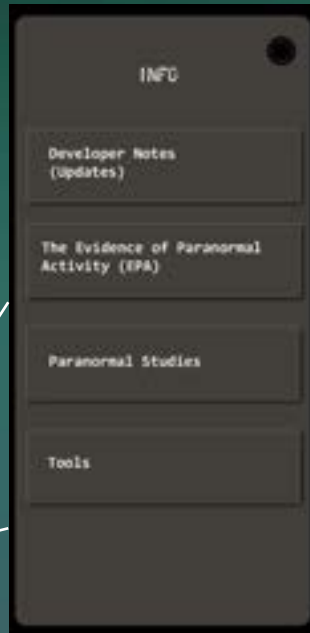 INFO
Developer Notes
(Updates)
The Evidence of Paranormal
Activity (EPA)
Paranormal Studies
Tools